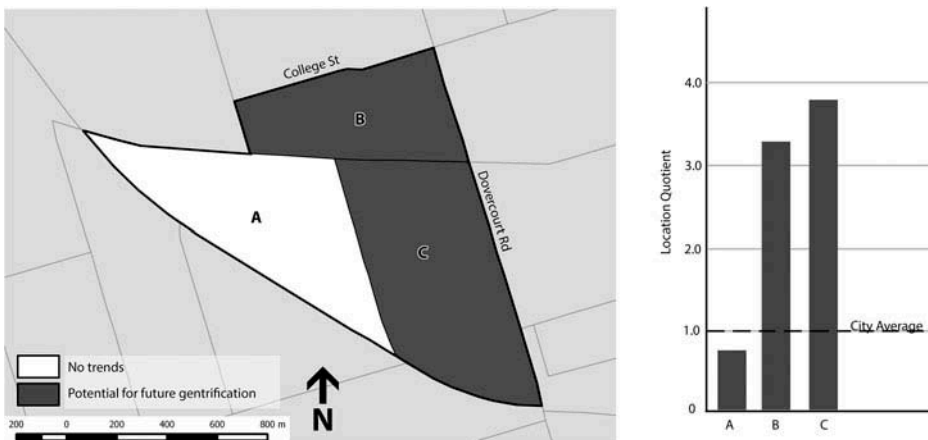 College St
B
A
C
Dovercourt Rd
No trends
Potential for future gentrification
N
200 0 200 400 600 800 m
Location Quotient
4.0
3.0
2.0
1.0
0
City Average
A B C